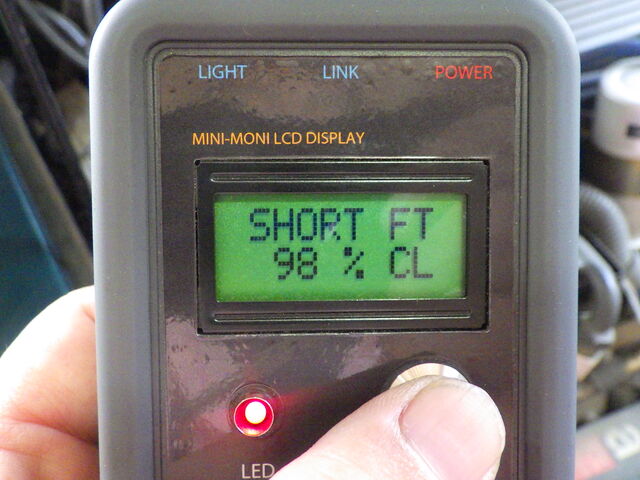 LIGHT LINK POWER
MINI-MONI LCD DISPLAY
SHORT FT
98 % CL
LED